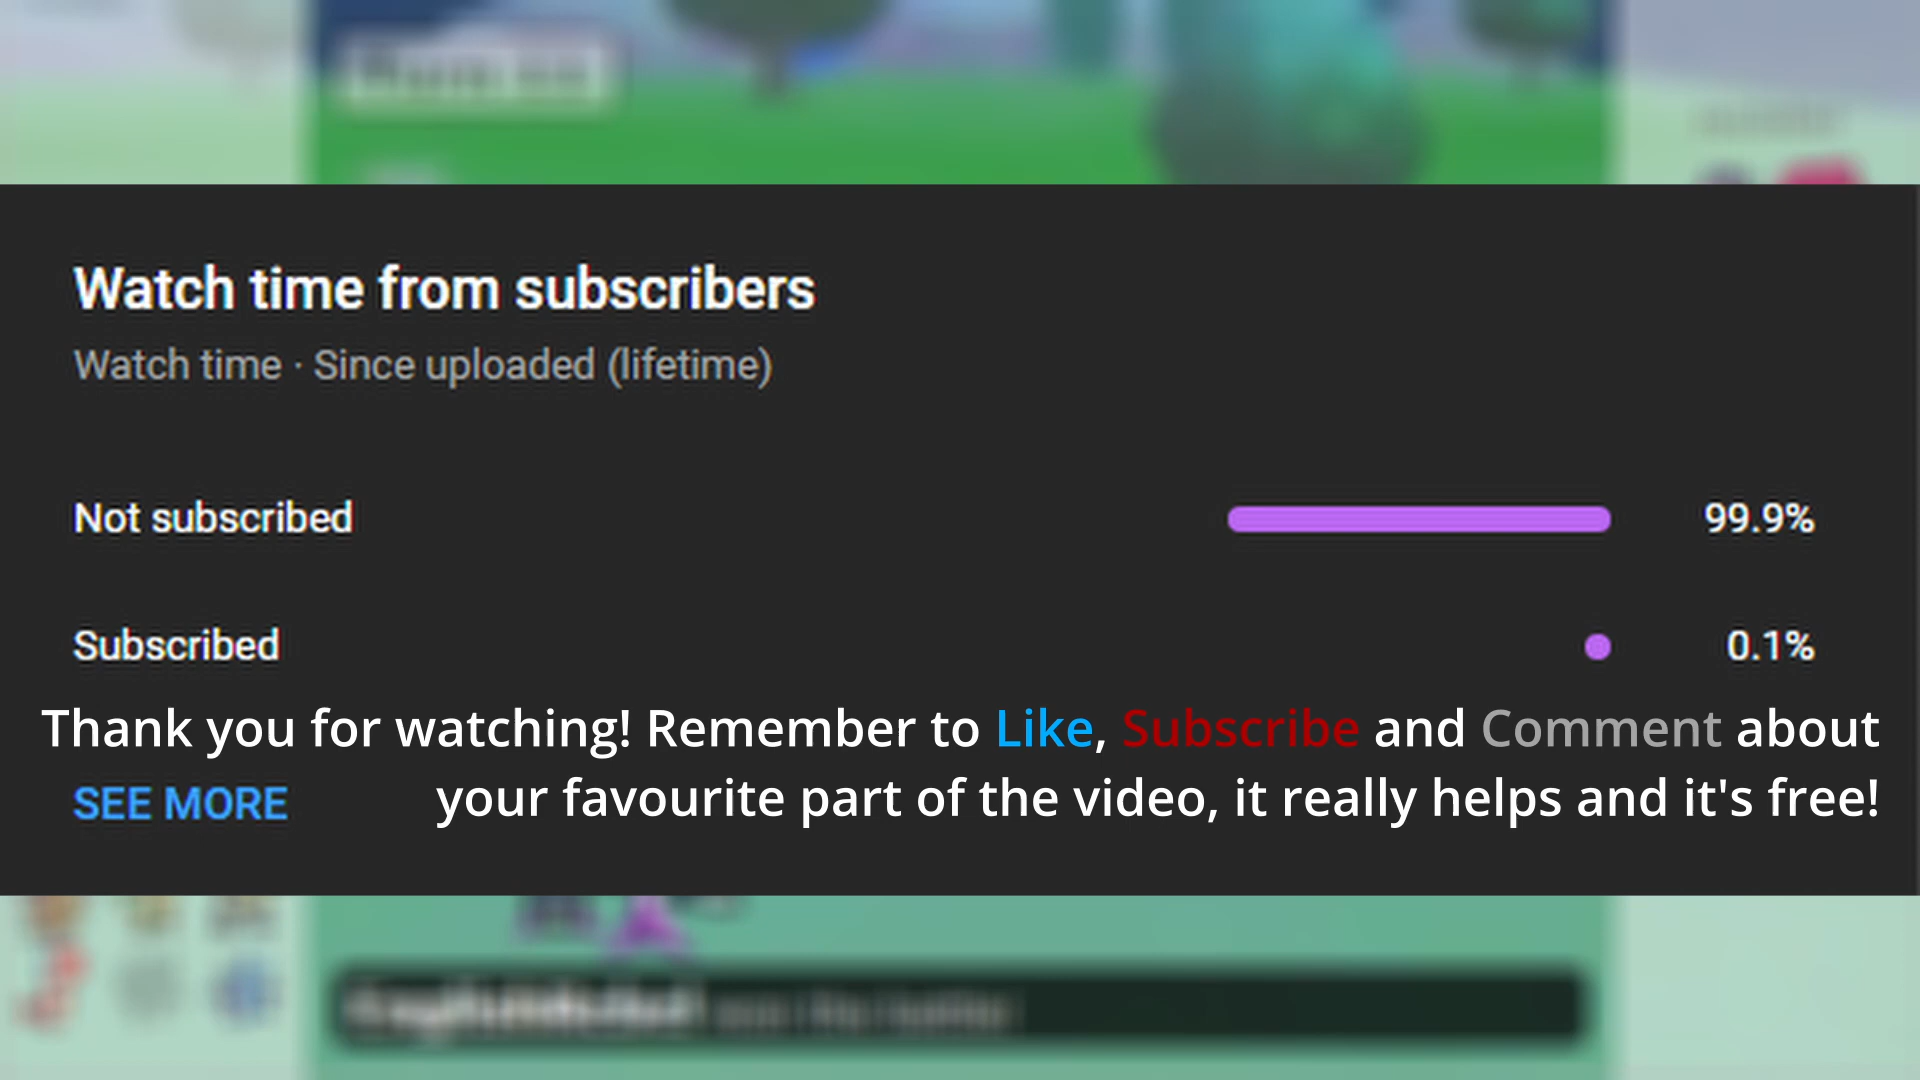 Watch time from subscribers
Watch time · Since uploaded (lifetime)
Not subscribed 99.9%
Subscribed 0.1%
Thank you for watching! Remember to Like, Subscribe and Comment about
your favourite part of the video, it really helps and it's free!
SEE MORE